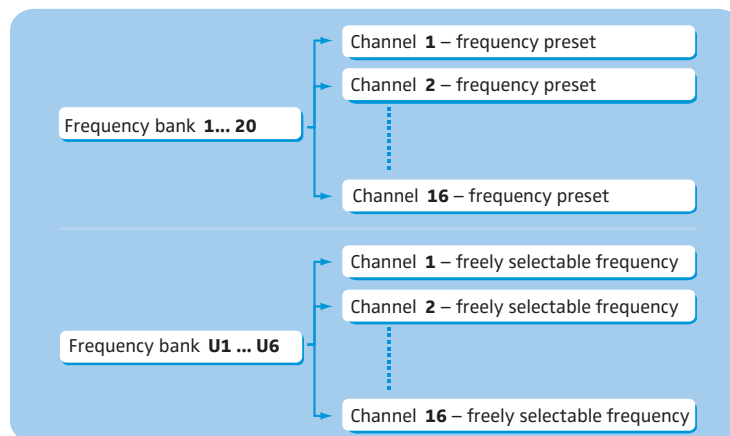 Channel 1 – frequency preset
Channel 2 – frequency preset
Frequency bank 1... 20
Channel 16 – frequency preset
Channel 1 – freely selectable frequency
Channel 2 – freely selectable frequency
Frequency bank U1 ... U6
Channel 16 – freely selectable frequency